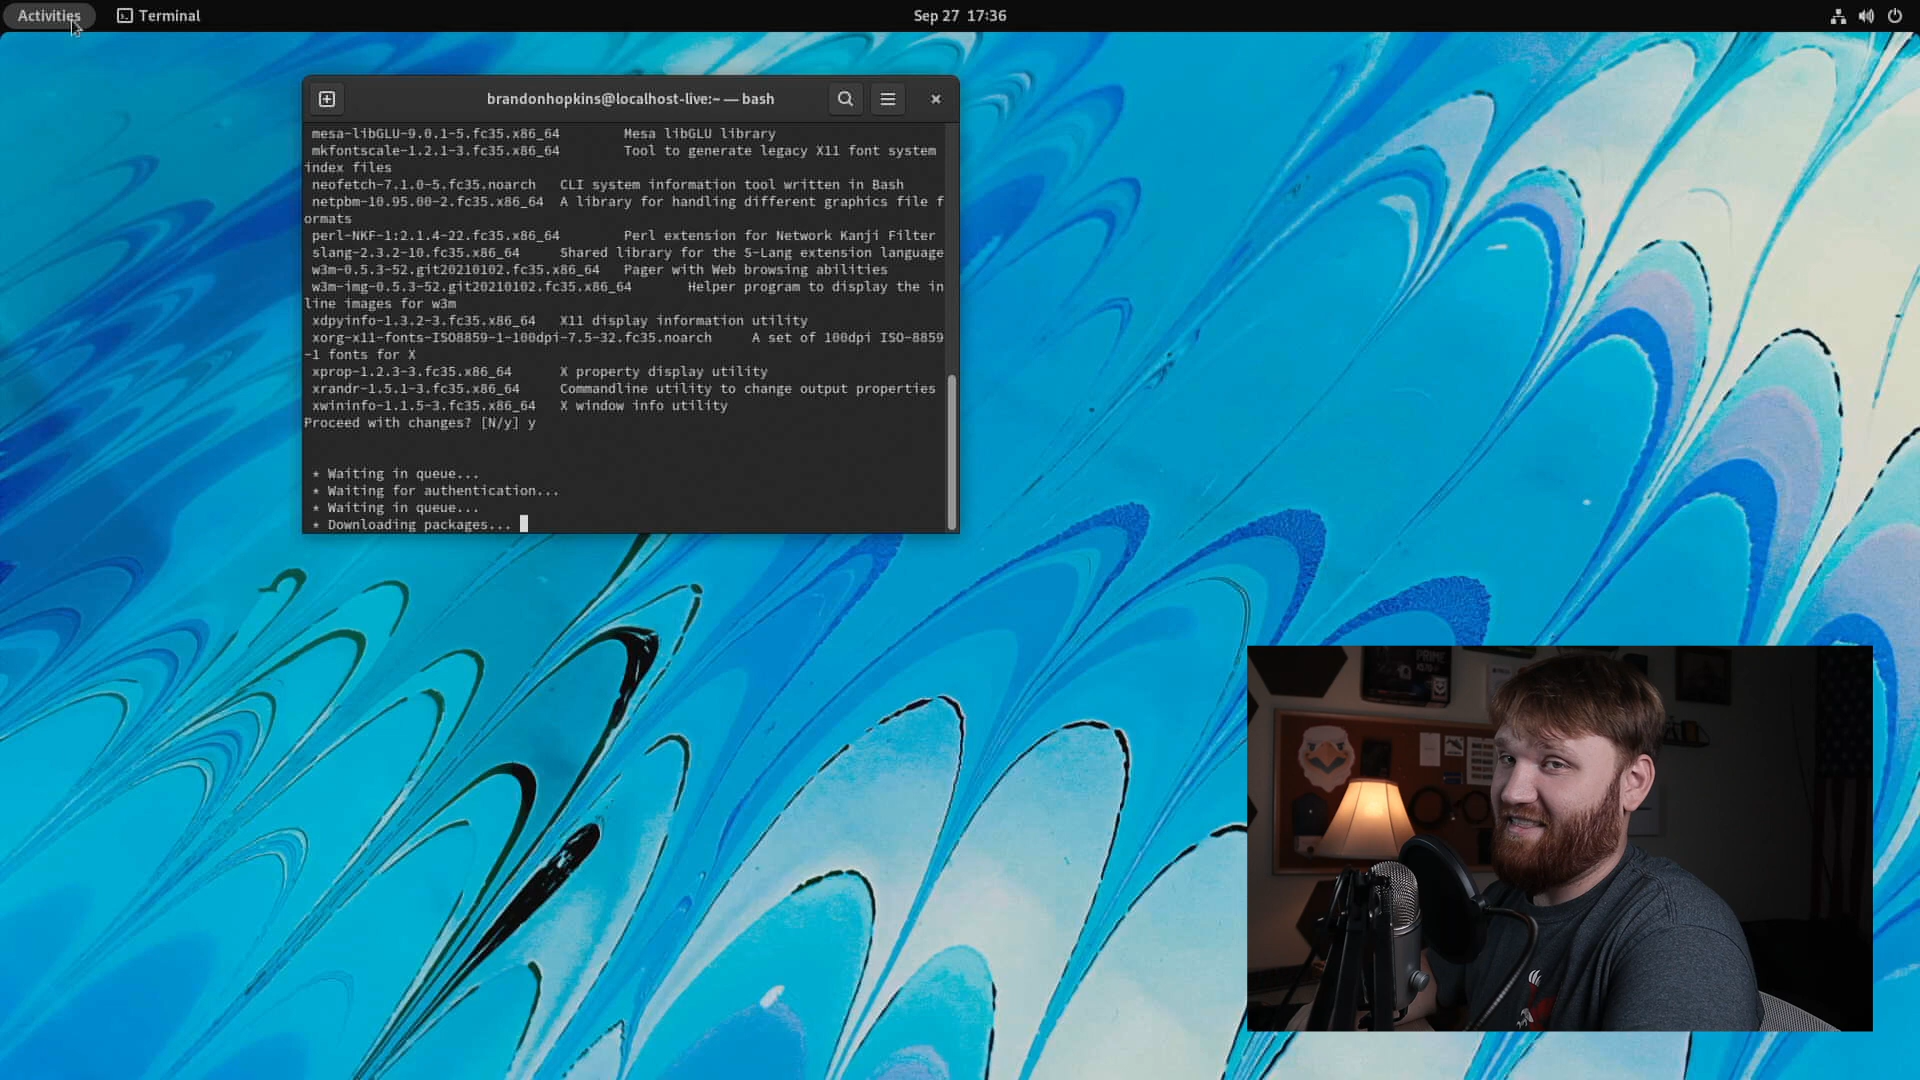 Activities
Terminal
Sep 27 17:36
brandonhopkins@localhost-live:~ — bash
mesa-libGLU-9.0.1-5.fc35.x86_64 Mesa libGLU library
mkfontscale-1.2.1-3.fc35.x86_64 Tool to generate legacy X11 font system
index files
neofetch-7.1.0-5.fc35.noarch CLI system information tool written in Bash
netpbm-10.95.00-2.fc35.x86_64 A library for handling different graphics file f
ormats
perl-NKF-1:2.1.4-22.fc35.x86_64 Perl extension for Network Kanji Filter
slang-2.3.2-10.fc35.x86_64 Shared library for the S-Lang extension language
w3m-0.5.3-52.git20210102.fc35.x86_64 Pager with Web browsing abilities
w3m-img-0.5.3-52.git20210102.fc35.x86_64 Helper program to display the in
line images for w3m
xdpyinfo-1.3.2-3.fc35.x86_64 X11 display information utility
xorg-x11-fonts-ISO8859-1-100dpi-7.5-32.fc35.noarch A set of 100dpi ISO-8859
-1 fonts for X
xprop-1.2.3-3.fc35.x86_64 X property display utility
xrandr-1.5.1-3.fc35.x86_64 Commandline utility to change output properties
xwininfo-1.1.5-3.fc35.x86_64 X window info utility
Proceed with changes? [N/y] y
* Waiting in queue...
* Waiting for authentication...
* Waiting in queue...
* Downloading packages...
PRIME